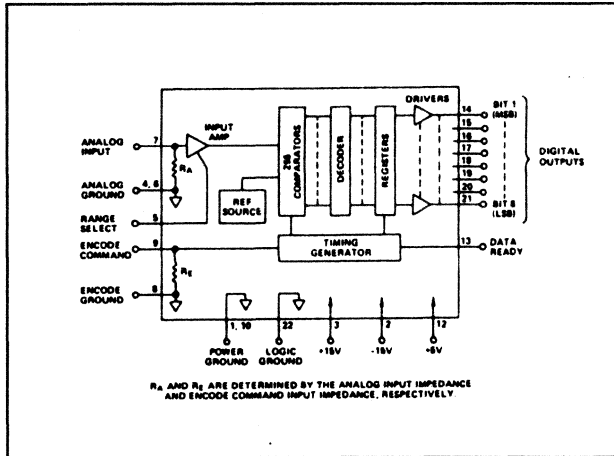 DRIVERS
14 BIT 1
(MSB)
15
16
17
18
19
20
21 BIT 8
(LSB)
DIGITAL
OUTPUTS
ANALOG
INPUT
7
INPUT
AMP
RA
ANALOG
GROUND
4, 6
RANGE
SELECT
5
REF
SOURCE
COMPARATORS
DECODER
REGISTERS
ENCODE
COMMAND
9
TIMING
GENERATOR
13
DATA
READY
RE
ENCODE
GROUND
8
1, 10
22
3
2
12
POWER
GROUND
LOGIC
GROUND
+15V
-15V
+5V
RA AND RE ARE DETERMINED BY THE ANALOG INPUT IMPEDANCE
AND ENCODE COMMAND INPUT IMPEDANCE, RESPECTIVELY.